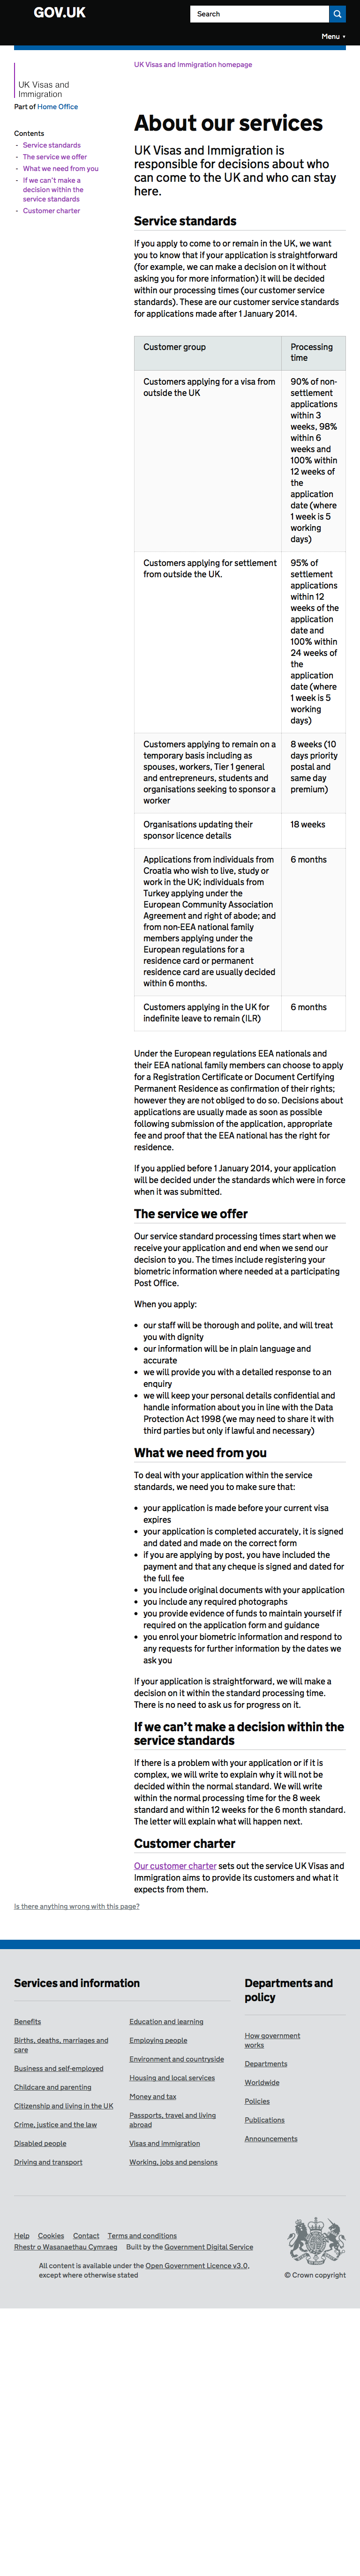 GOV.UK
Search
Menu
UK Visas and
Immigration
Part of Home Office
Contents
Service standards
The service we offer
What we need from you
If we can't make a
decision within the
service standards
Customer charter
UK Visas and Immigration homepage
About our services
UK Visas and Immigration is
responsible for decisions about who
can come to the UK and who can stay
here.
Service standards
If you apply to come to or remain in the UK, we want
you to know that if your application is straightforward
(for example, we can make a decision on it without
asking you for more information) it will be decided
within our processing times (our customer service
standards). These are our customer service standards
for applications made after 1 January 2014.
Customer group
Processing
time
Customers applying for a visa from
outside the UK
90% of non-
settlement
applications
within 3
weeks, 98%
within 6
weeks and
100% within
12 weeks of
the
application
date (where
1 week is 5
working
days)
Customers applying for settlement
from outside the UK.
95% of
settlement
applications
within 12
weeks of the
application
date and
100% within
24 weeks of
the
application
date (where
1 week is 5
working
days)
Customers applying to remain on a
temporary basis including as
spouses, workers, Tier 1 general
and entrepreneurs, students and
organisations seeking to sponsor a
worker
8 weeks (10
days priority
postal and
same day
premium)
Organisations updating their
sponsor licence details
18 weeks
Applications from individuals from
Croatia who wish to live, study or
work in the UK; individuals from
Turkey applying under the
European Community Association
Agreement and right of abode; and
from non-EEA national family
members applying under the
European regulations for a
residence card or permanent
residence card are usually decided
within 6 months.
6 months
Customers applying in the UK for
indefinite leave to remain (ILR)
6 months
Under the European regulations EEA nationals and
their EEA national family members can choose to apply
for a Registration Certificate or Document Certifying
Permanent Residence as confirmation of their rights;
however they are not obliged to do so. Decisions about
applications are usually made as soon as possible
following submission of the application, appropriate
fee and proof that the EEA national has the right for
residence.
If you applied before 1 January 2014, your application
will be decided under the standards which were in force
when it was submitted.
The service we offer
Our service standard processing times start when we
receive your application and end when we send our
decision to you. The times include registering your
biometric information where needed at a participating
Post Office.
When you apply:
• our staff will be thorough and polite, and will treat
you with dignity
• our information will be in plain language and
accurate
• we will provide you with a detailed response to an
enquiry
• we will keep your personal details confidential and
handle information about you in line with the Data
Protection Act 1998 (we may need to share it with
third parties but only if lawful and necessary)
What we need from you
To deal with your application within the service
standards, we need you to make sure that:
• your application is made before your current visa
expires
• your application is completed accurately, it is signed
and dated and made on the correct form
• if you are applying by post, you have included the
payment and that any cheque is signed and dated for
the full fee
• you include original documents with your application
• you include any required photographs
• you provide evidence of funds to maintain yourself if
required on the application form and guidance
• you enrol your biometric information and respond to
any requests for further information by the dates we
ask you
If your application is straightforward, we will make a
decision on it within the standard processing time.
There is no need to ask us for progress on it.
If we can't make a decision within the
service standards
If there is a problem with your application or if it is
complex, we will write to explain why it will not be
decided within the normal standard. We will write
within the normal processing time for the 8 week
standard and within 12 weeks for the 6 month standard.
The letter will explain what will happen next.
Customer charter
Our customer charter sets out the service UK Visas and
Immigration aims to provide its customers and what it
expects from them.
Is there anything wrong with this page?
Services and information
Benefits
Births, deaths, marriages and
care
Business and self-employed
Childcare and parenting
Citizenship and living in the UK
Crime, justice and the law
Disabled people
Driving and transport
Education and learning
Employing people
Environment and countryside
Housing and local services
Money and tax
Passports, travel and living
abroad
Visas and immigration
Working, jobs and pensions
Departments and
policy
How government
works
Departments
Worldwide
Policies
Publications
Announcements
Help Cookies Contact Terms and conditions
Rhestr o Wasanaethau Cymraeg Built by the Government Digital Service
All content is available under the Open Government Licence v3.0,
except where otherwise stated
© Crown copyright